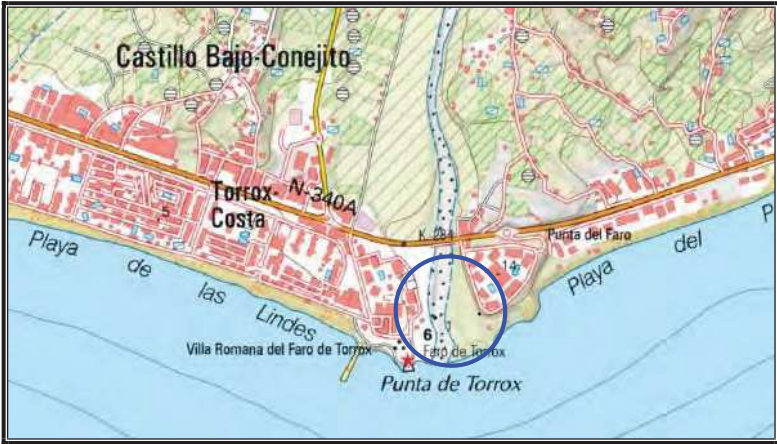 Castillo Bajo-Conejito
Torrox-
Costa
N-340A
5
K. 284
14
Punta del Faro
Playa de las Lindes
Playa del P
6
Villa Romana del Faro de Torrox
Faro de Torrox
Punta de Torrox